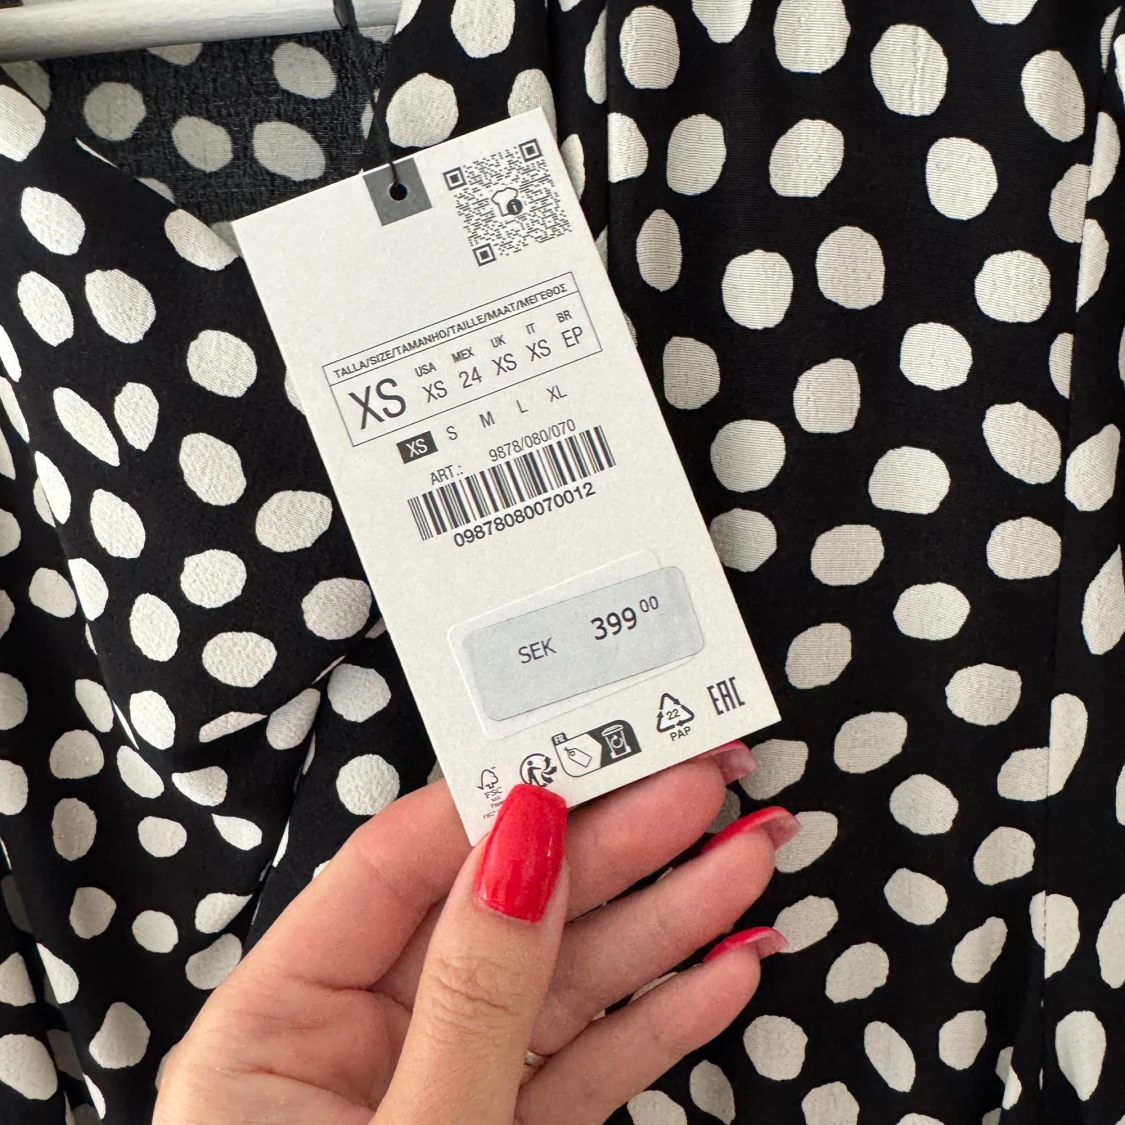 TALLA/SIZE/TAMANHO/TAILLE/MAAT/ΜΕΓΕΘΟΣ
XS USA XS MEX 24 UK XS IT XS BR EP
XS S M L XL
ART.: 9878/080/070
09878080070012
SEK 399 00
FR
22
PAP
EAC
FSC